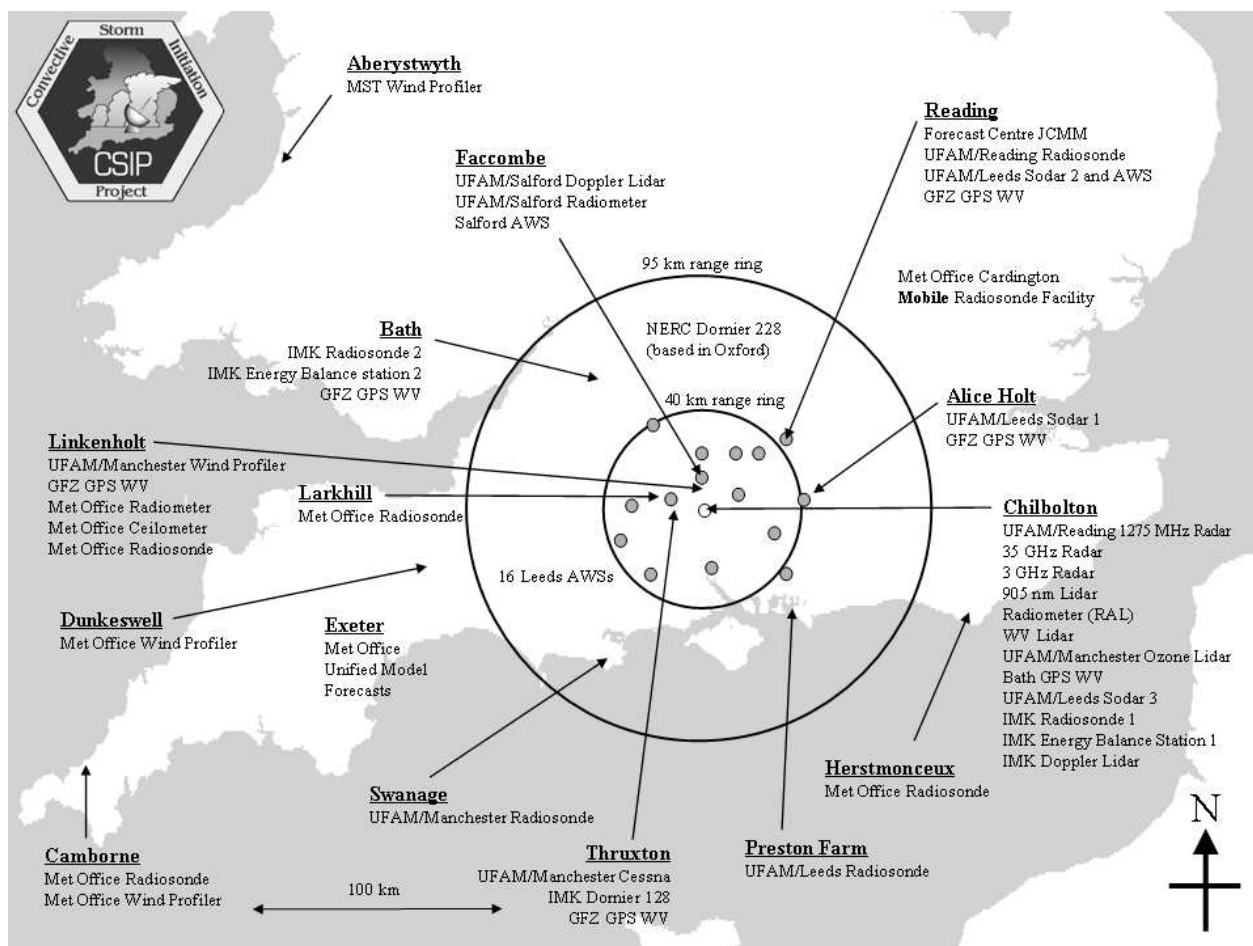 Convective
Storm
Initiation
CSIP
Project
Aberystwyth
MST Wind Profiler
Reading
Forecast Centre JCMM
UFAM/Reading Radiosonde
UFAM/Leeds Sodar 2 and AWS
GFZ GPS WV
Faccombe
UFAM/Salford Doppler Lidar
UFAM/Salford Radiometer
Salford AWS
95 km range ring
Met Office Cardington
Mobile Radiosonde Facility
NERC Dornier 228
(based in Oxford)
Bath
IMK Radiosonde 2
IMK Energy Balance station 2
GFZ GPS WV
40 km range ring
Alice Holt
UFAM/Leeds Sodar 1
GFZ GPS WV
Linkenholt
UFAM/Manchester Wind Profiler
GFZ GPS WV
Met Office Radiometer
Met Office Ceilometer
Met Office Radiosonde
Larkhill
Met Office Radiosonde
Chilbolton
UFAM/Reading 1275 MHz Radar
35 GHz Radar
3 GHz Radar
905 nm Lidar
Radiometer (RAL)
WV Lidar
UFAM/Manchester Ozone Lidar
Bath GPS WV
UFAM/Leeds Sodar 3
IMK Radiosonde 1
IMK Energy Balance Station 1
IMK Doppler Lidar
16 Leeds AWSs
Dunkeswell
Met Office Wind Profiler
Exeter
Met Office
Unified Model
Forecasts
Herstmonceux
Met Office Radiosonde
Swanage
UFAM/Manchester Radiosonde
N
Camborne
Met Office Radiosonde
Met Office Wind Profiler
100 km
Thruxton
UFAM/Manchester Cessna
IMK Dornier 128
GFZ GPS WV
Preston Farm
UFAM/Leeds Radiosonde